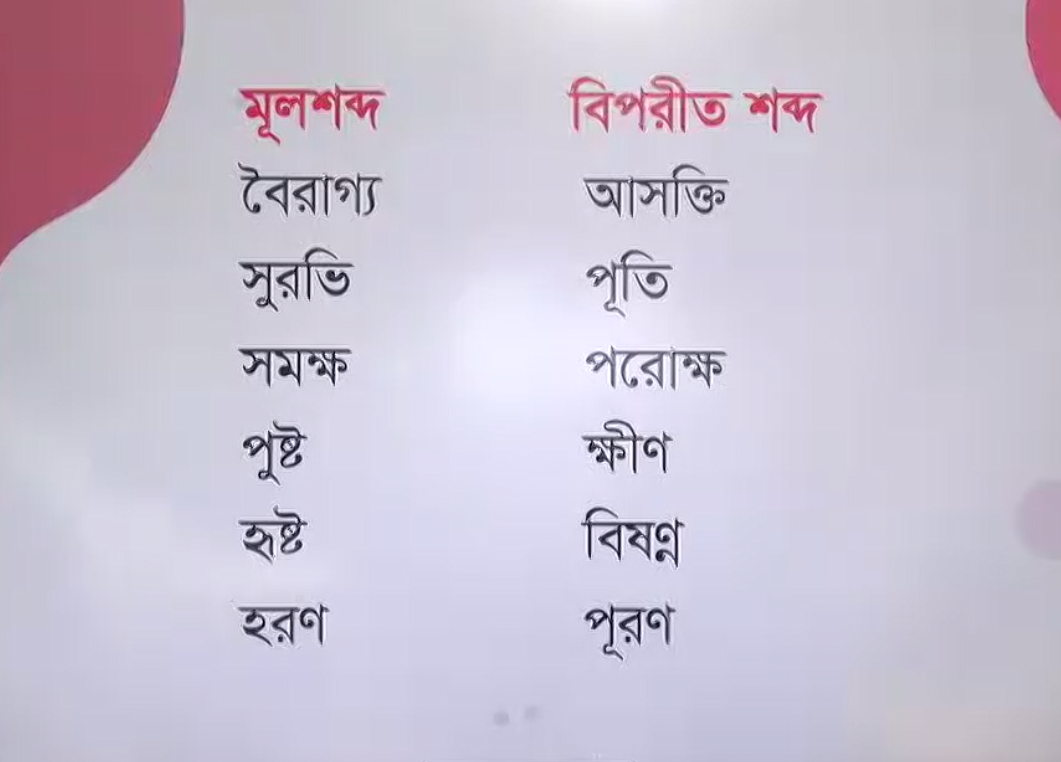 মূলশব্দ বিপরীত শব্দ
বৈরাগ্য আসক্তি
সুরভি পূতি
সমক্ষ পরোক্ষ
পুষ্ট ক্ষীণ
হৃষ্ট বিষণ্ন
হরণ পূরণ